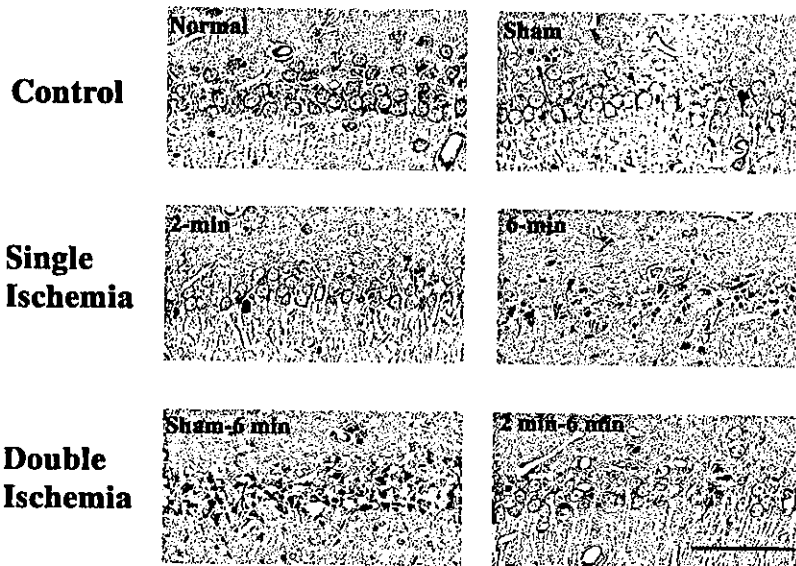 Normal
Sham
Control
2-min
6-min
Single
Ischemia
Sham-6 min
2 min-6 min
Double
Ischemia